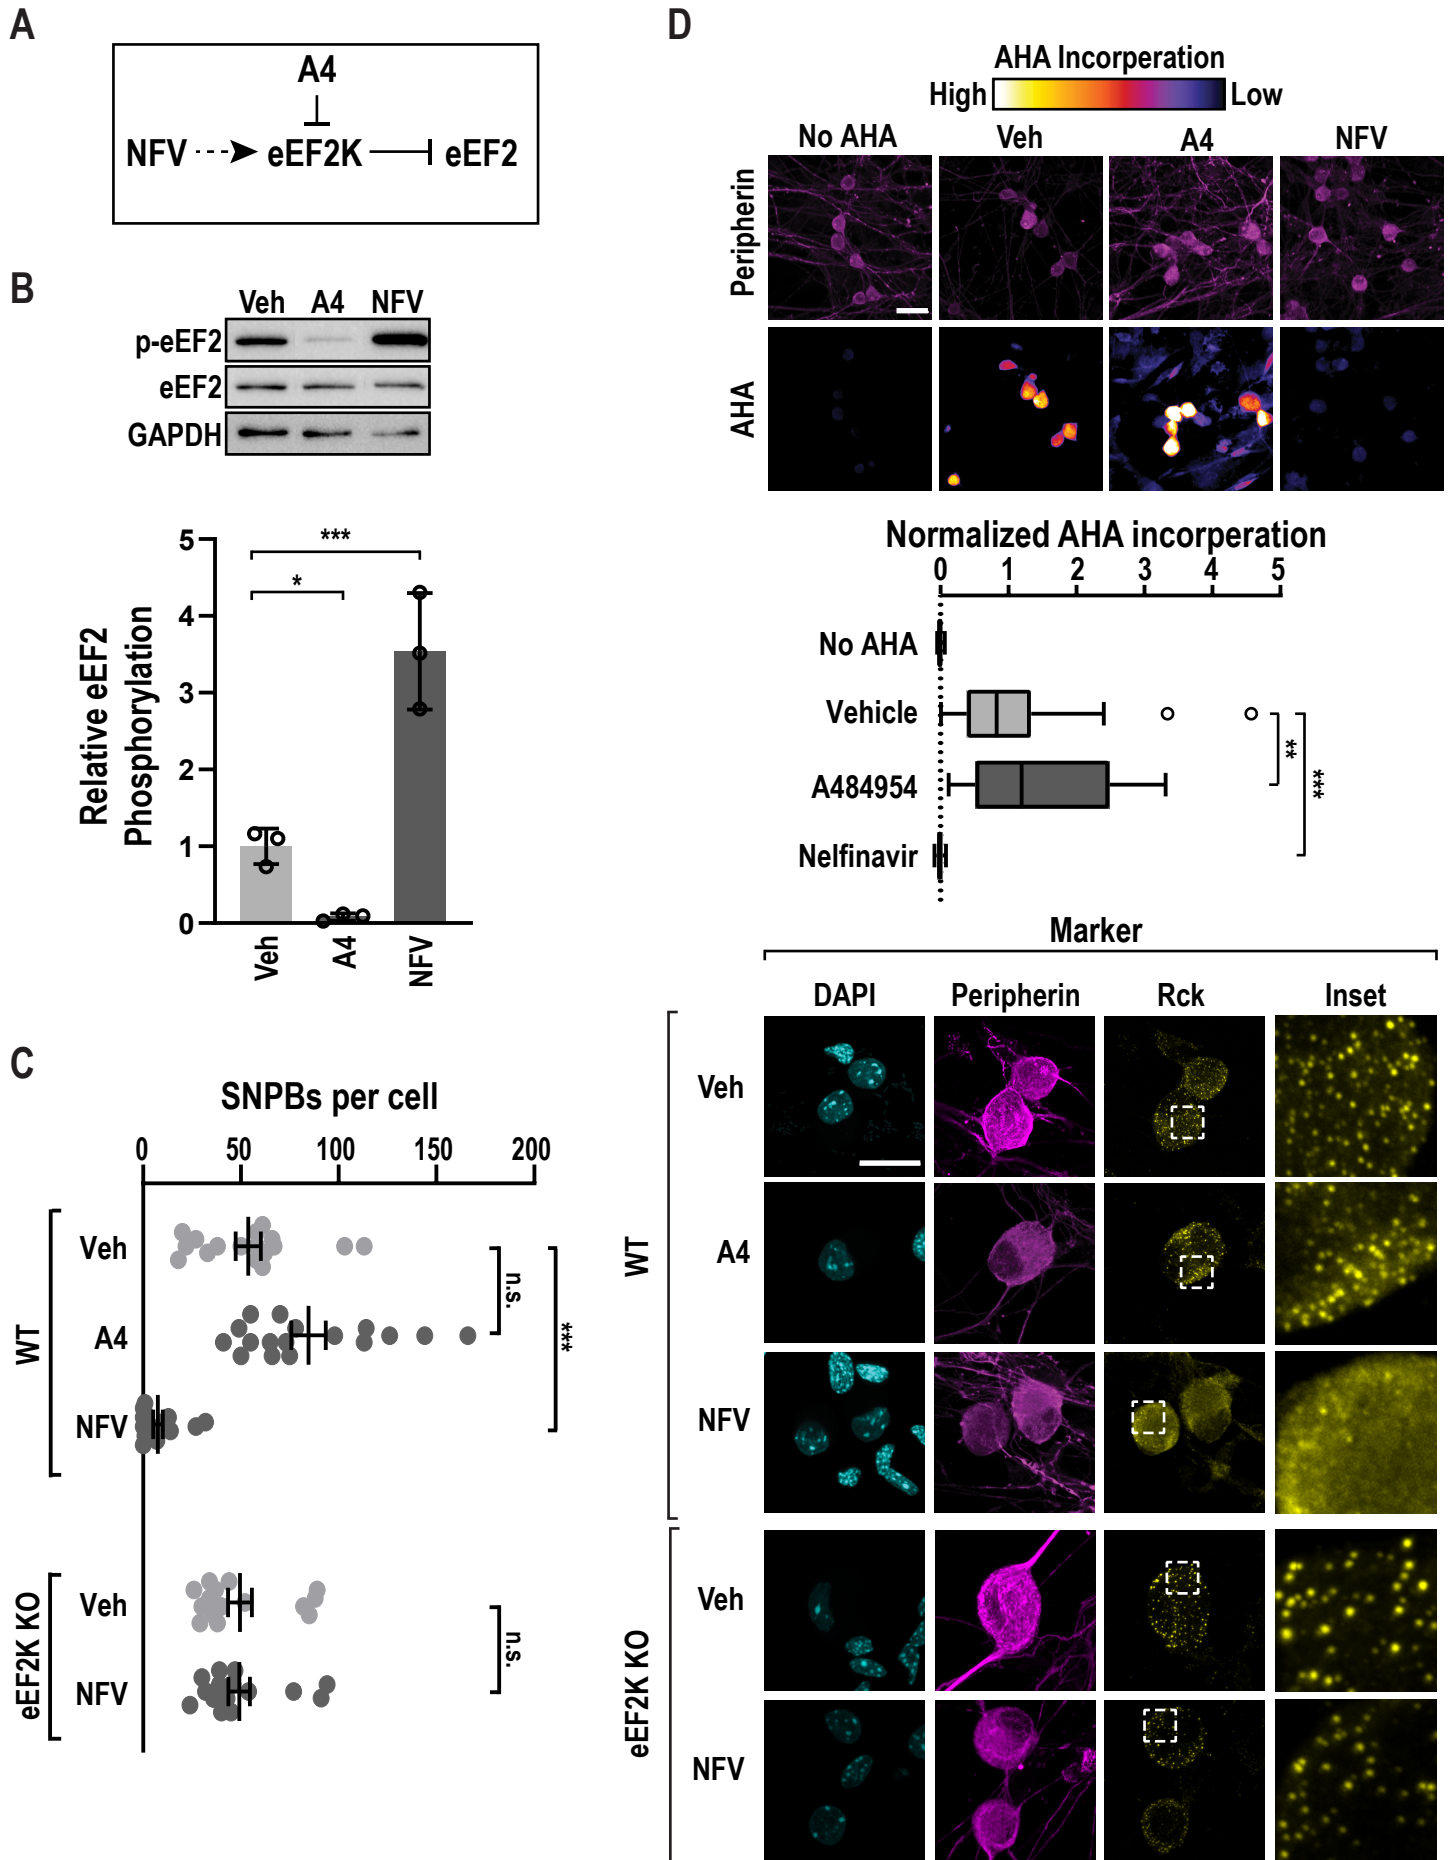 A
A4
NFV eEF2K eEF2
B
Veh A4 NFV
p-eEF2
eEF2
GAPDH
Relative eEF2
Phosphorylation
5
4
3
2
1
0
***
*
Veh A4 NFV
C
SNPBs per cell
0 50 100 150 200
WT
Veh
A4
NFV
n.s.
***
eEF2K KO
Veh
NFV
n.s.
D
AHA Incorperation
High Low
No AHA Veh A4 NFV
Peripherin
AHA
Normalized AHA incorperation
0 1 2 3 4 5
No AHA
Vehicle
A484954
Nelfinavir
**
***
Marker
DAPI Peripherin Rck Inset
WT
Veh
A4
NFV
eEF2K KO
Veh
NFV